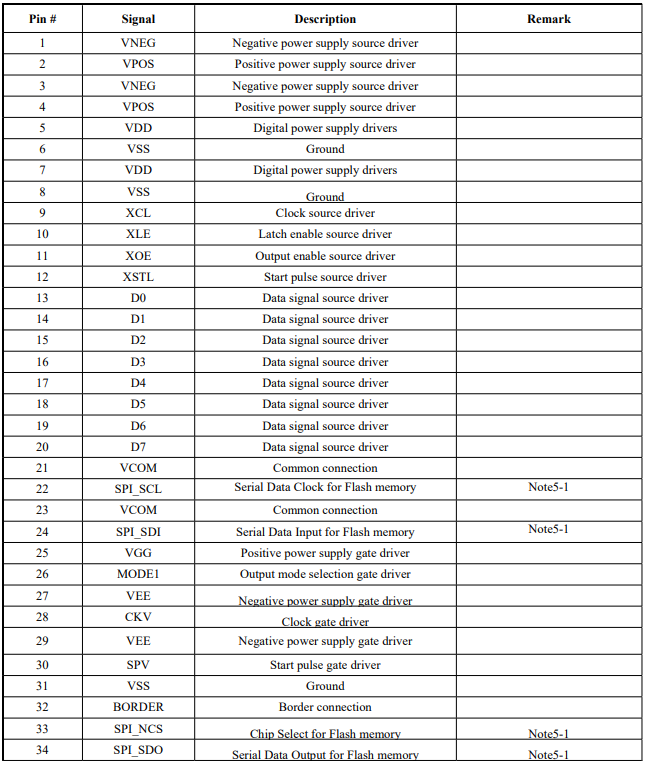 Pin # Signal Description Remark
1 VNEG Negative power supply source driver
2 VPOS Positive power supply source driver
3 VNEG Negative power supply source driver
4 VPOS Positive power supply source driver
5 VDD Digital power supply drivers
6 VSS Ground
7 VDD Digital power supply drivers
8 VSS Ground
9 XCL Clock source driver
10 XLE Latch enable source driver
11 XOE Output enable source driver
12 XSTL Start pulse source driver
13 D0 Data signal source driver
14 D1 Data signal source driver
15 D2 Data signal source driver
16 D3 Data signal source driver
17 D4 Data signal source driver
18 D5 Data signal source driver
19 D6 Data signal source driver
20 D7 Data signal source driver
21 VCOM Common connection
22 SPI_SCL Serial Data Clock for Flash memory Note5-1
23 VCOM Common connection
24 SPI_SDI Serial Data Input for Flash memory Note5-1
25 VGG Positive power supply gate driver
26 MODE1 Output mode selection gate driver
27 VEE Negative power supply gate driver
28 CKV Clock gate driver
29 VEE Negative power supply gate driver
30 SPV Start pulse gate driver
31 VSS Ground
32 BORDER Border connection
33 SPI_NCS Chip Select for Flash memory Note5-1
34 SPI_SDO Serial Data Output for Flash memory Note5-1